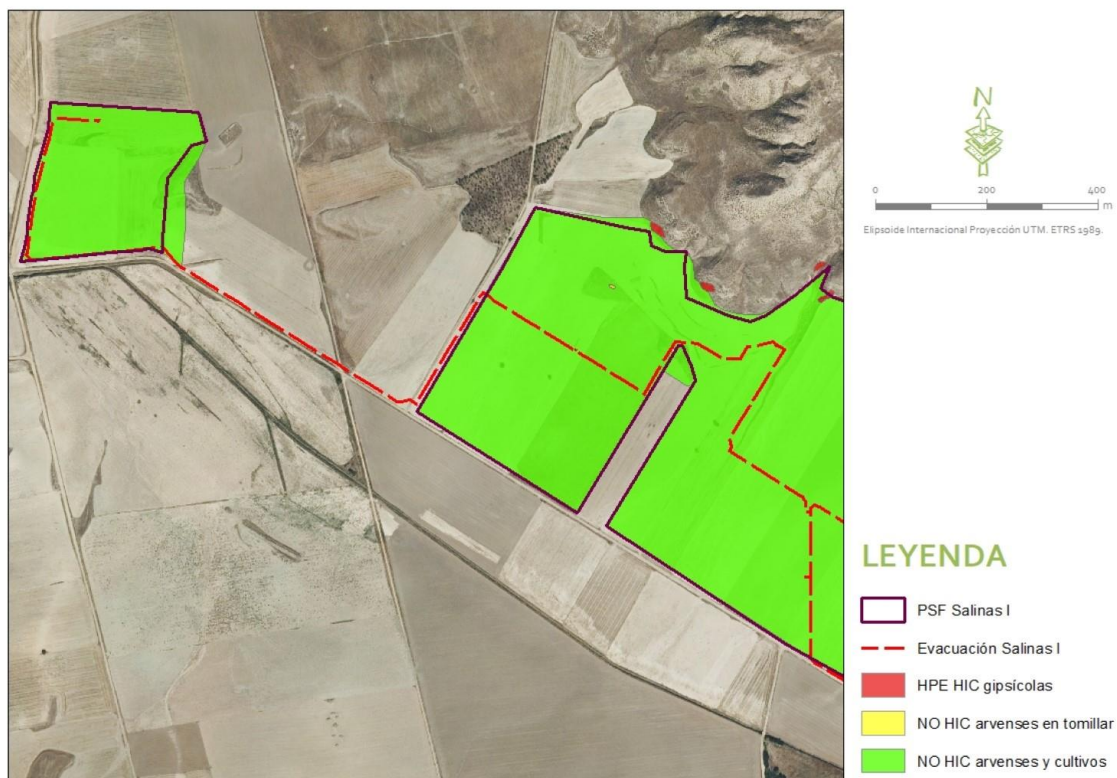 N
0 200 400
m
Elipsoide Internacional Proyección UTM. ETRS 1989.
LEYENDA
PSF Salinas I
Evacuación Salinas I
HPE HIC gipsícolas
NO HIC arvenses en tomillar
NO HIC arvenses y cultivos